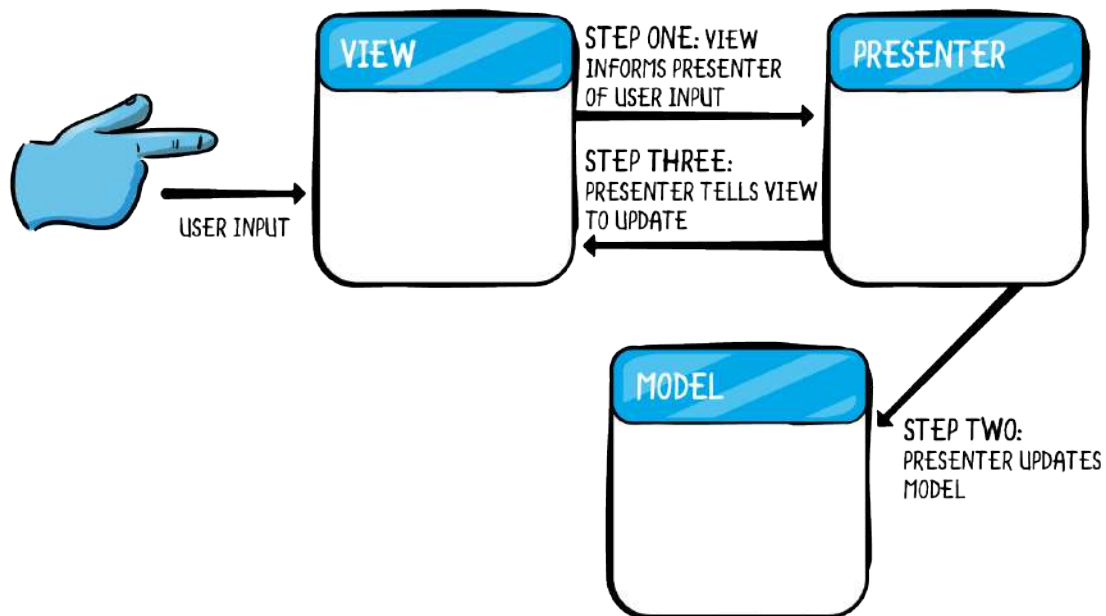 VIEW
STEP ONE: VIEW
INFORMS PRESENTER
OF USER INPUT
PRESENTER
STEP THREE:
PRESENTER TELLS VIEW
TO UPDATE
USER INPUT
MODEL
STEP TWO:
PRESENTER UPDATES
MODEL